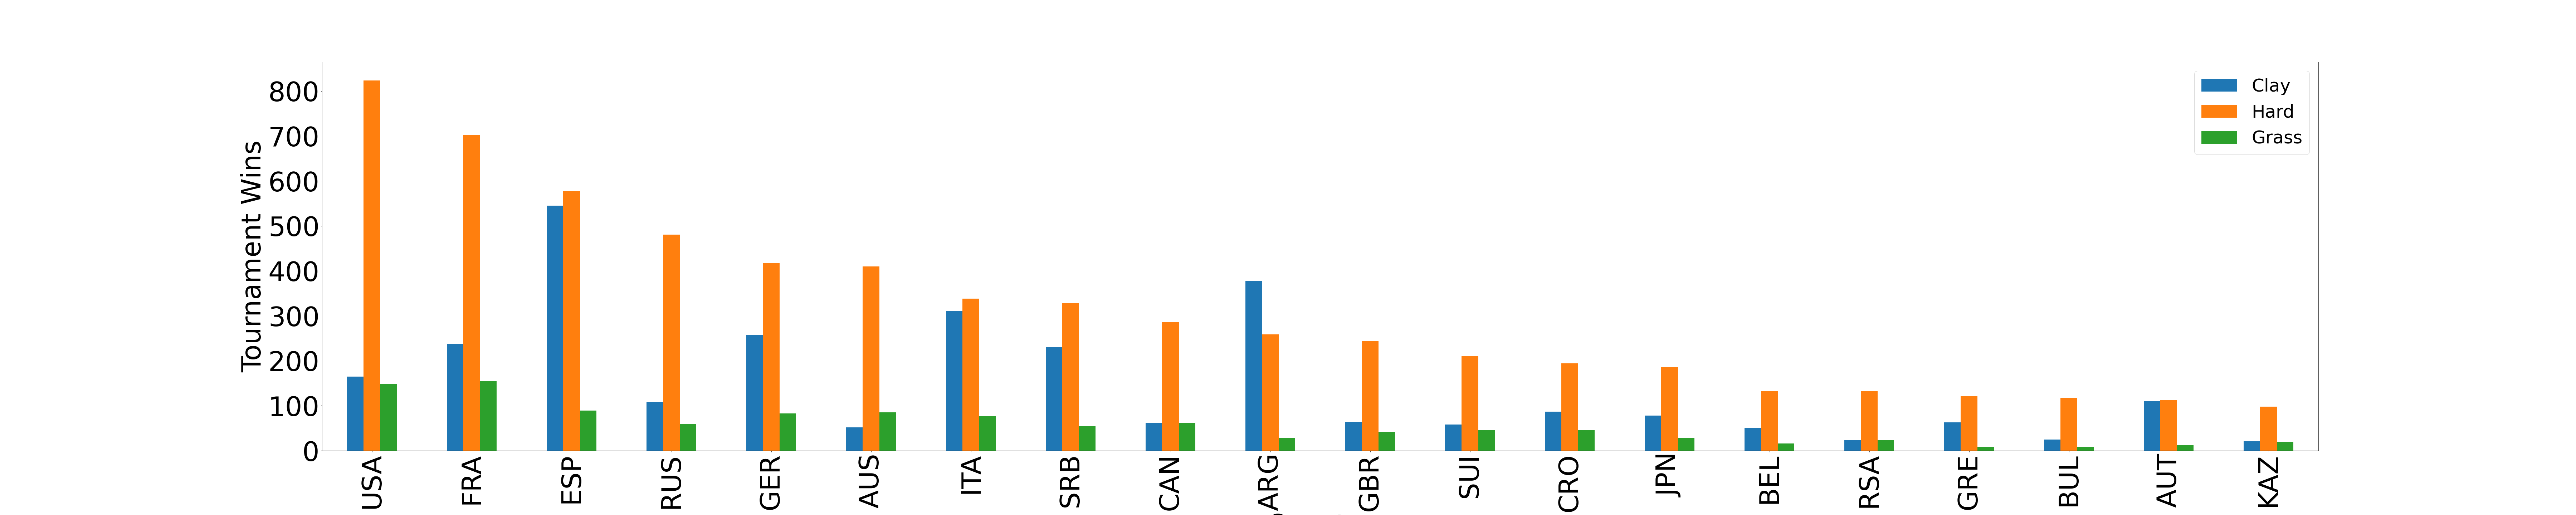 Tournament Wins
800
700
600
500
400
300
200
100
0
Clay
Hard
Grass
USA
FRA
ESP
RUS
GER
AUS
ITA
SRB
CAN
ARG
GBR
SUI
CRO
JPN
BEL
RSA
GRE
BUL
AUT
KAZ